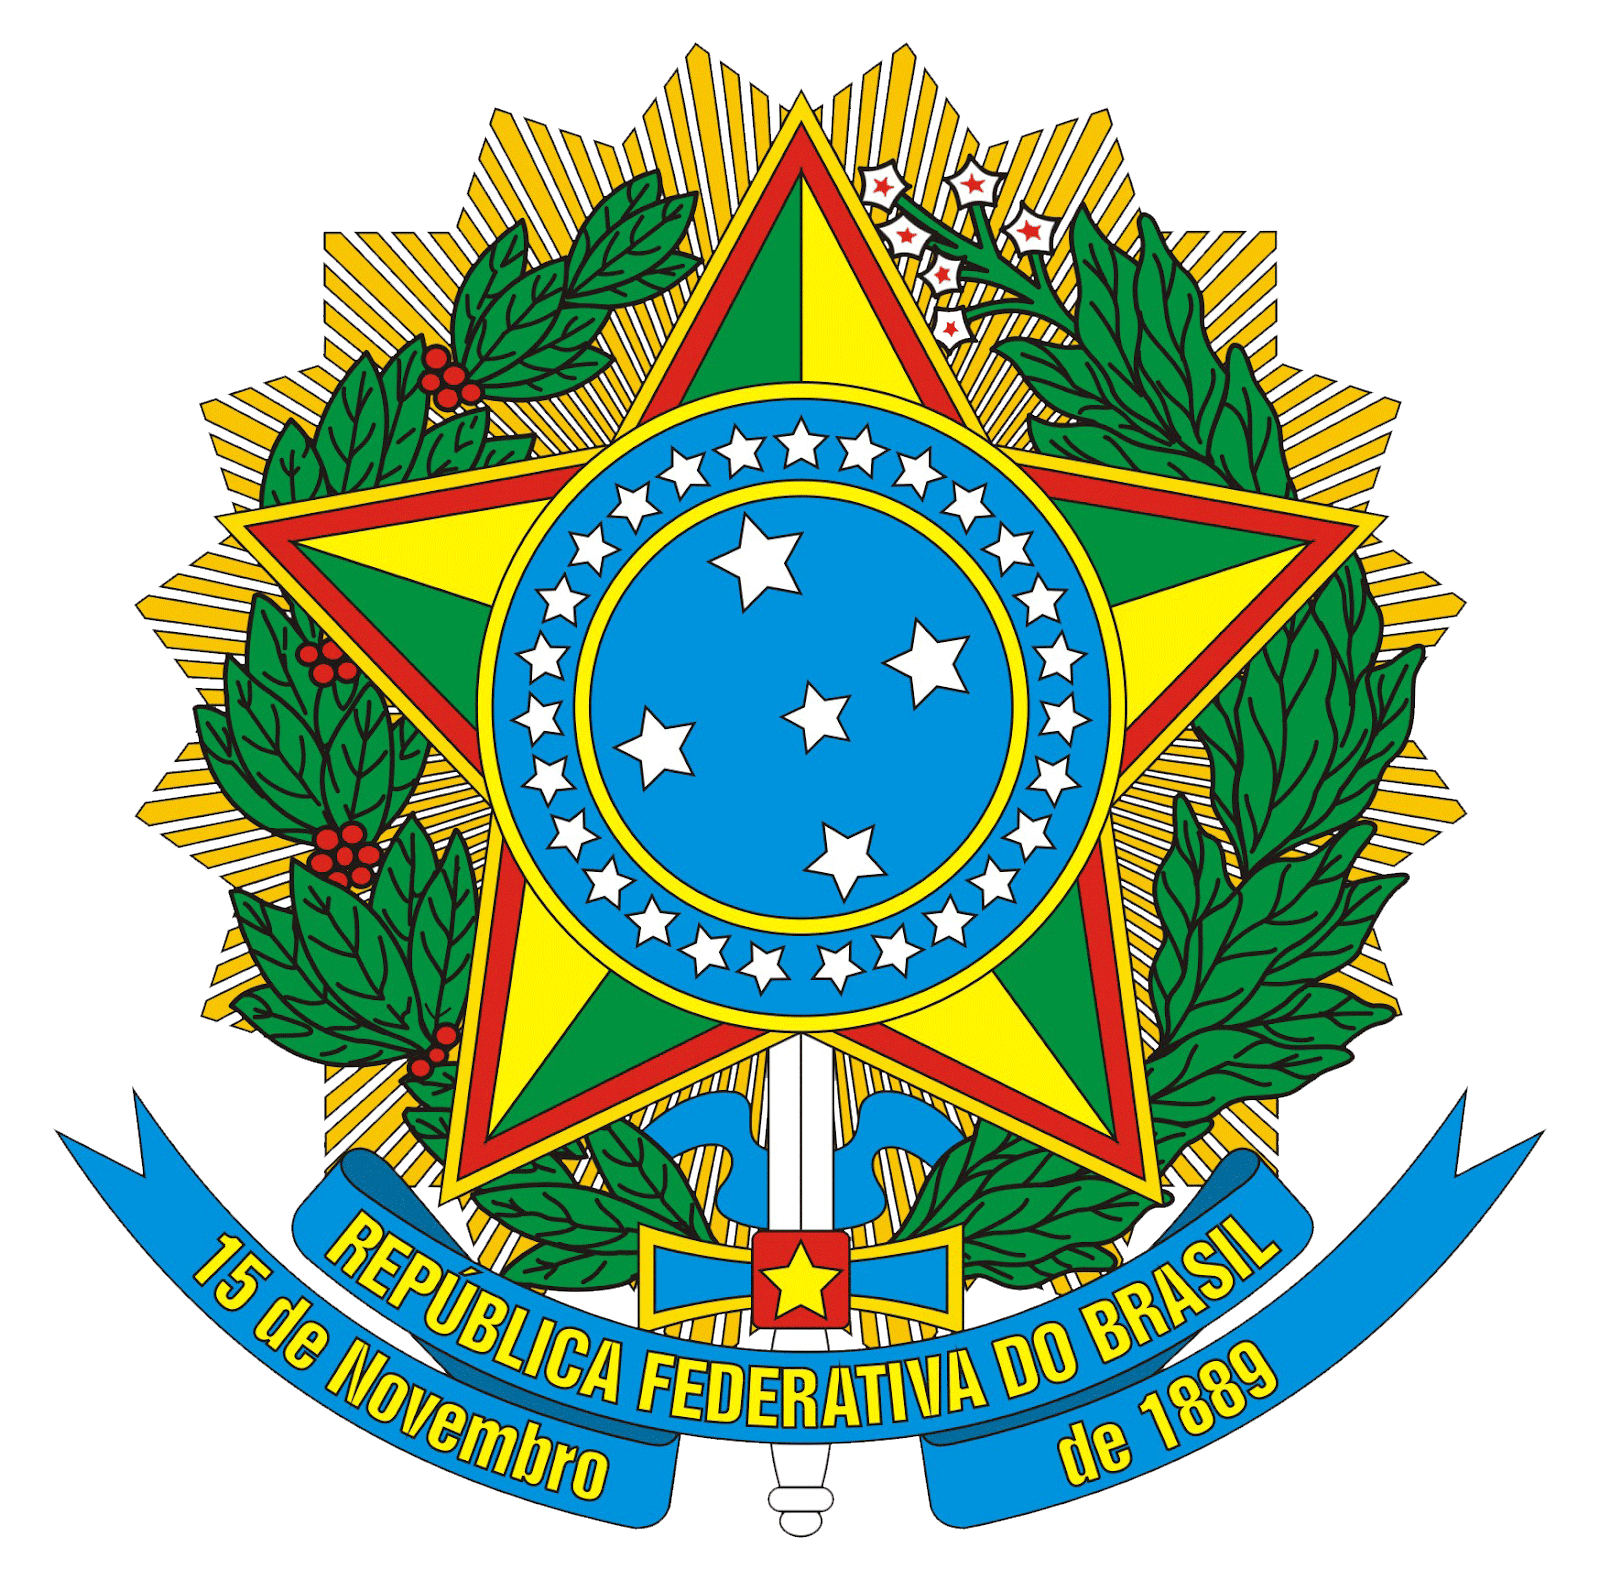 REPÚBLICA FEDERATIVA DO BRASIL
15 de Novembro
de 1889